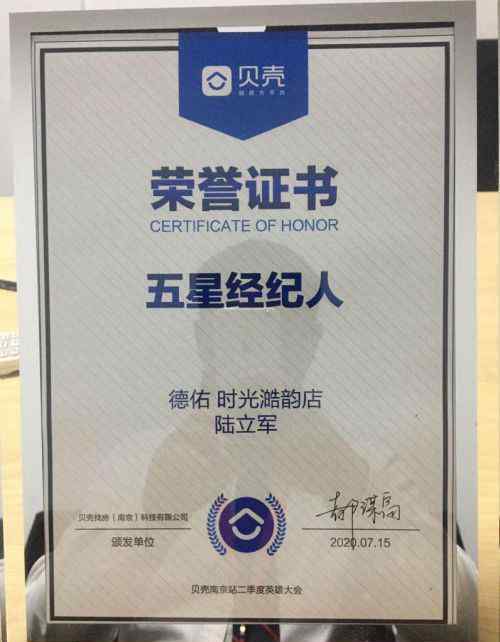 贝壳
荣誉证书
CERTIFICATE OF HONOR
五星经纪人
德佑 时光澔韵店
陆立军
贝壳找房（南京）科技有限公司
颁发单位
2020.07.15
贝壳南京站二季度英雄大会